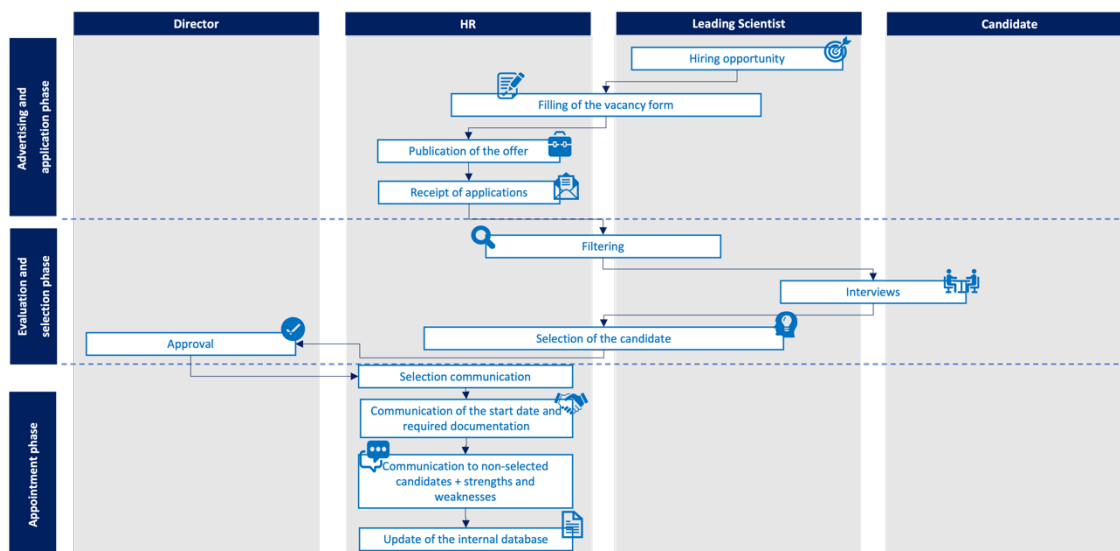 Director
HR
Leading Scientist
Candidate
Advertising and
application phase
Hiring opportunity
Filling of the vacancy form
Publication of the offer
Receipt of applications
Evaluation and
selection phase
Filtering
Interviews
Selection of the candidate
Approval
Appointment phase
Selection communication
Communication of the start date and
required documentation
Communication to non-selected
candidates + strengths and
weaknesses
Update of the internal database